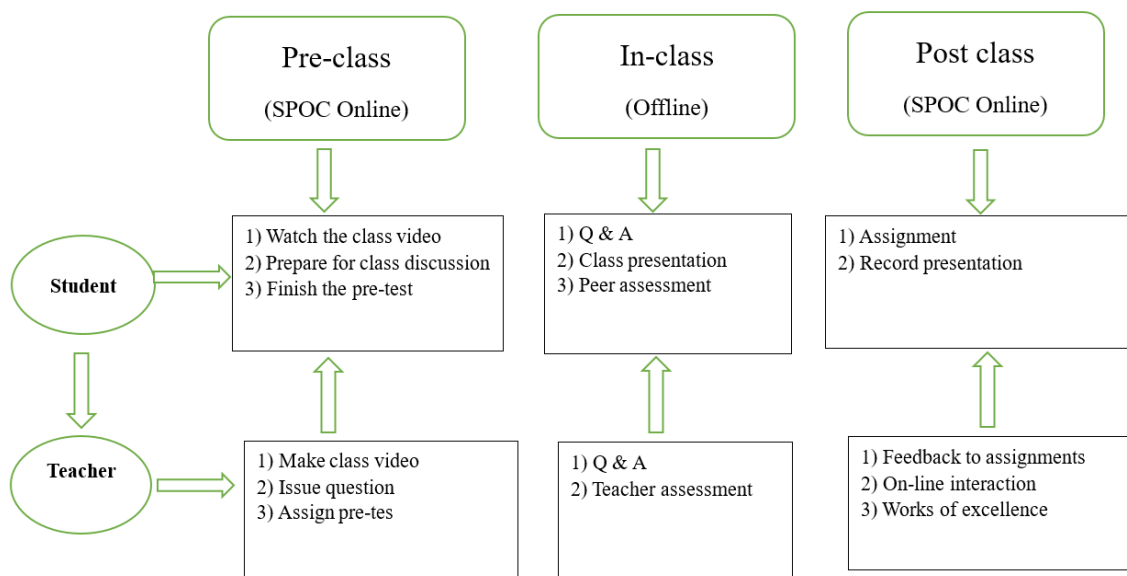 Pre-class
(SPOC Online)
In-class
(Offline)
Post class
(SPOC Online)
Student
1) Watch the class video
2) Prepare for class discussion
3) Finish the pre-test
1) Q & A
2) Class presentation
3) Peer assessment
1) Assignment
2) Record presentation
Teacher
1) Make class video
2) Issue question
3) Assign pre-tes
1) Q & A
2) Teacher assessment
1) Feedback to assignments
2) On-line interaction
3) Works of excellence